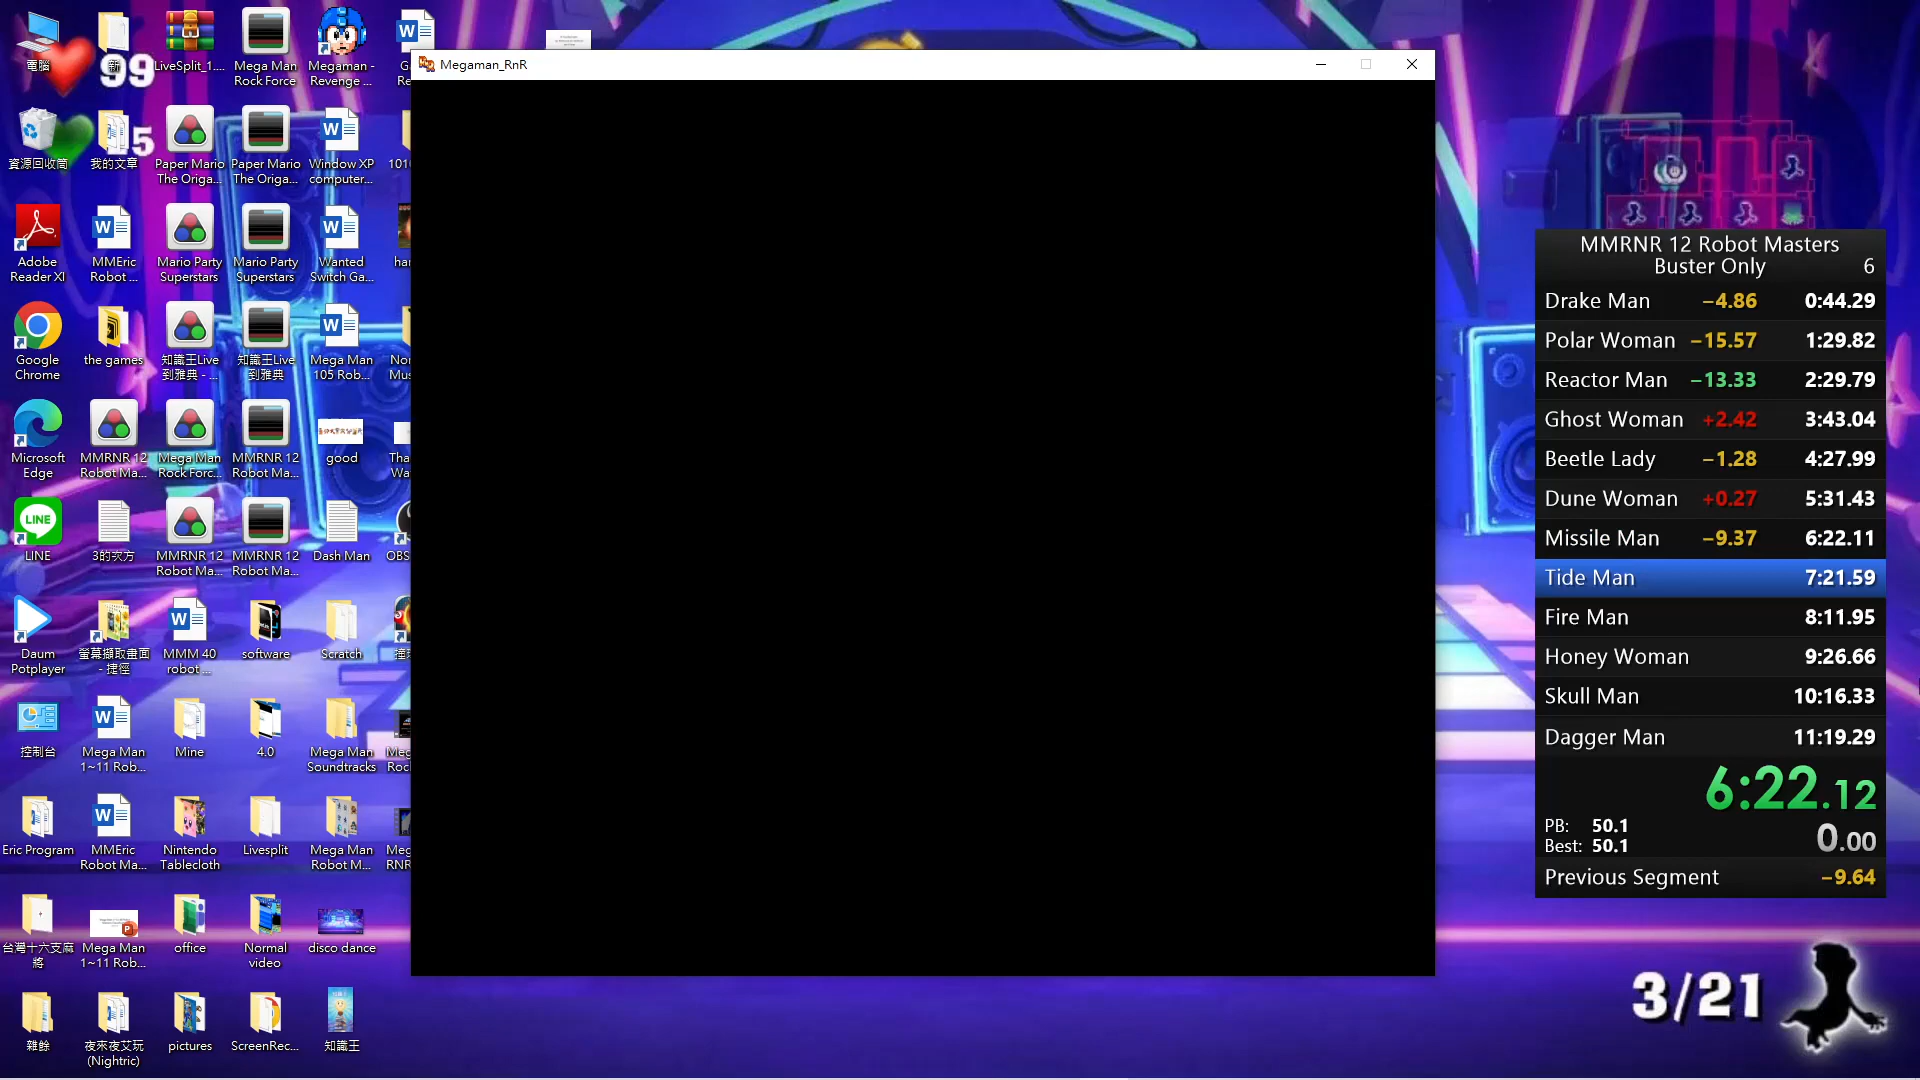 電腦
新
99
LiveSplit_1....
Mega Man
Rock Force
Megaman -
Revenge ...
資源回收筒
我的文章
5
Paper Mario
The Origa...
Paper Mario
The Origa...
Window XP
computer...
Adobe
Reader XI
MMEric
Robot ...
Mario Party
Superstars
Mario Party
Superstars
Wanted
Switch Ga...
Google
Chrome
the games
知識王Live
到雅典 - ...
知識王Live
到雅典
Mega Man
105 Rob...
Microsoft
Edge
MMRNR 12
Robot Ma...
Mega Man
Rock Forc...
MMRNR 12
Robot Ma...
good
LINE
3的次方
MMRNR 12
Robot Ma...
MMRNR 12
Robot Ma...
Dash Man
OBS
Daum
Potplayer
螢幕擷取畫面
- 捷徑
MMM 40
robot ...
software
Scratch
控制台
Mega Man
1~11 Rob...
Mine
4.0
Mega Man
Soundtracks
Eric Program
MMEric
Robot Ma...
Nintendo
Tablecloth
Livesplit
Mega Man
Robot M...
台灣十六支麻
將
Mega Man
1~11 Rob...
office
Normal
video
disco dance
雜餘
夜來夜艾玩
(Nightric)
pictures
ScreenRec...
知識王
Megaman_RnR
MMRNR 12 Robot Masters
Buster Only 6
Drake Man −4.86 0:44.29
Polar Woman −15.57 1:29.82
Reactor Man −13.33 2:29.79
Ghost Woman +2.42 3:43.04
Beetle Lady −1.28 4:27.99
Dune Woman +0.27 5:31.43
Missile Man −9.37 6:22.11
Tide Man 7:21.59
Fire Man 8:11.95
Honey Woman 9:26.66
Skull Man 10:16.33
Dagger Man 11:19.29
6:22.12
PB: 50.1
Best: 50.1
0.00
Previous Segment −9.64
3/21